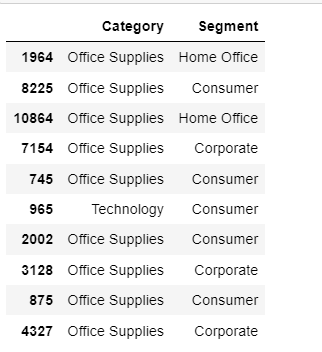 Category Segment
1964 Office Supplies Home Office
8225 Office Supplies Consumer
10864 Office Supplies Home Office
7154 Office Supplies Corporate
745 Office Supplies Consumer
965 Technology Consumer
2002 Office Supplies Consumer
3128 Office Supplies Corporate
875 Office Supplies Consumer
4327 Office Supplies Corporate